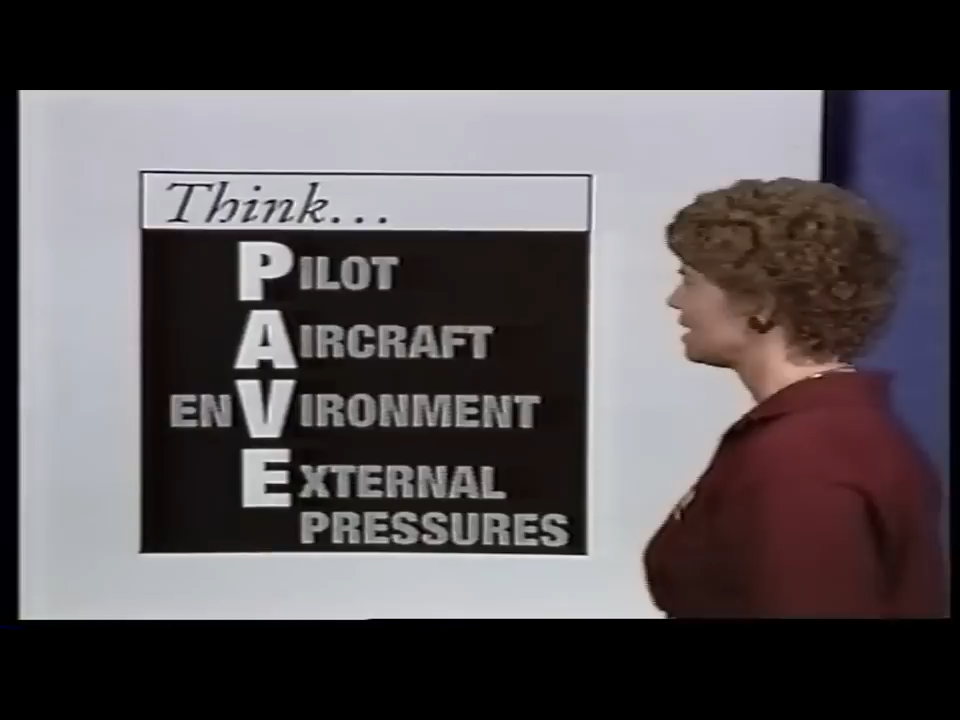 Think...
PILOT
AIRCRAFT
ENVIRONMENT
EXTERNAL
PRESSURES